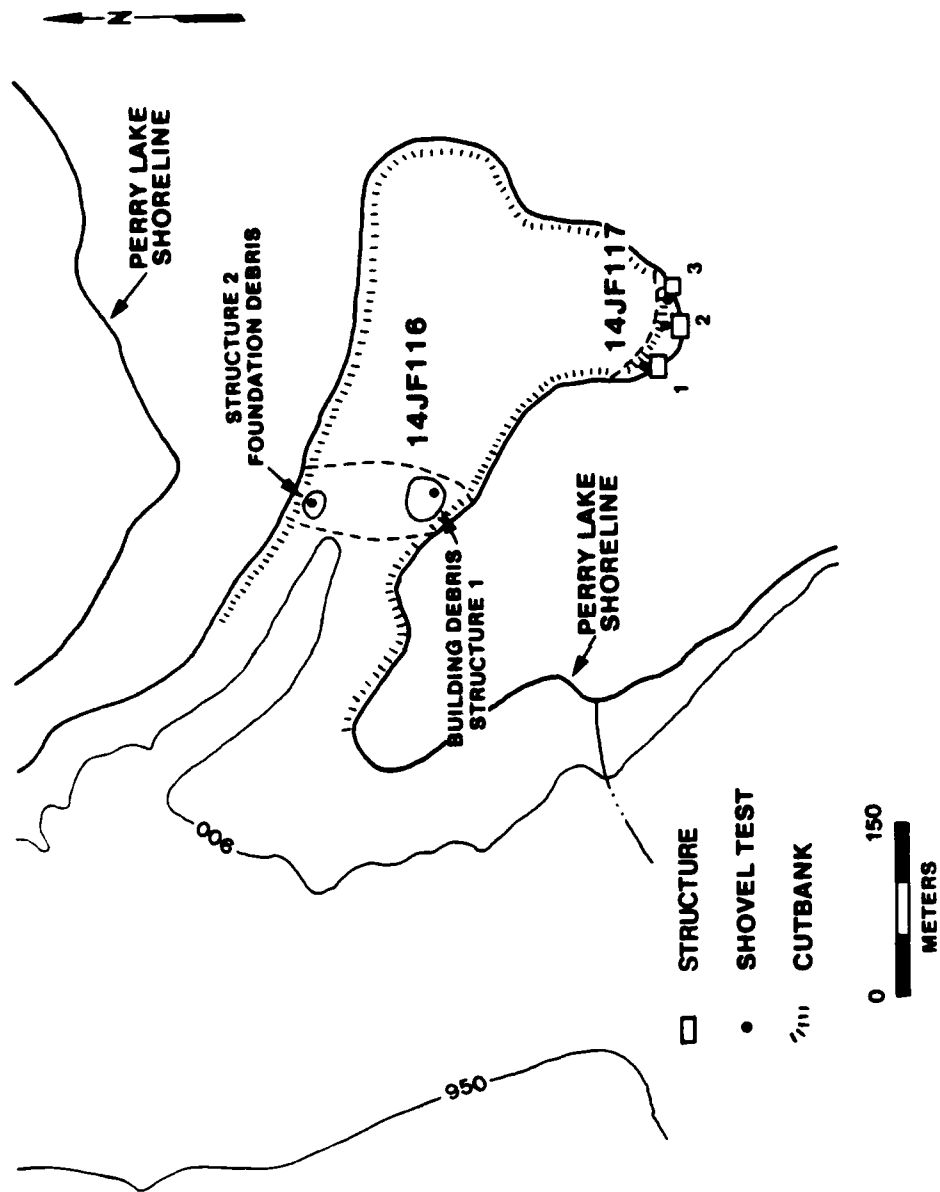 N
PERRY LAKE
SHORELINE
STRUCTURE 2
FOUNDATION DEBRIS
14JF116
14JF117
1
2
3
BUILDING DEBRIS
STRUCTURE 1
PERRY LAKE
SHORELINE
900
950
STRUCTURE
SHOVEL TEST
CUTBANK
0
150
METERS